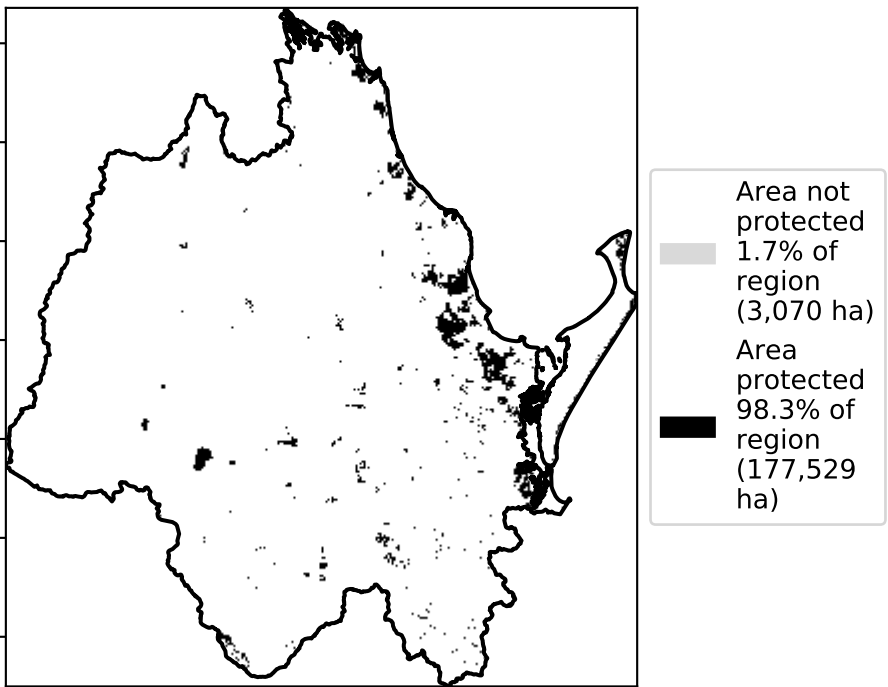 Area not
protected
1.7% of
region
(3,070 ha)
Area
protected
98.3% of
region
(177,529
ha)